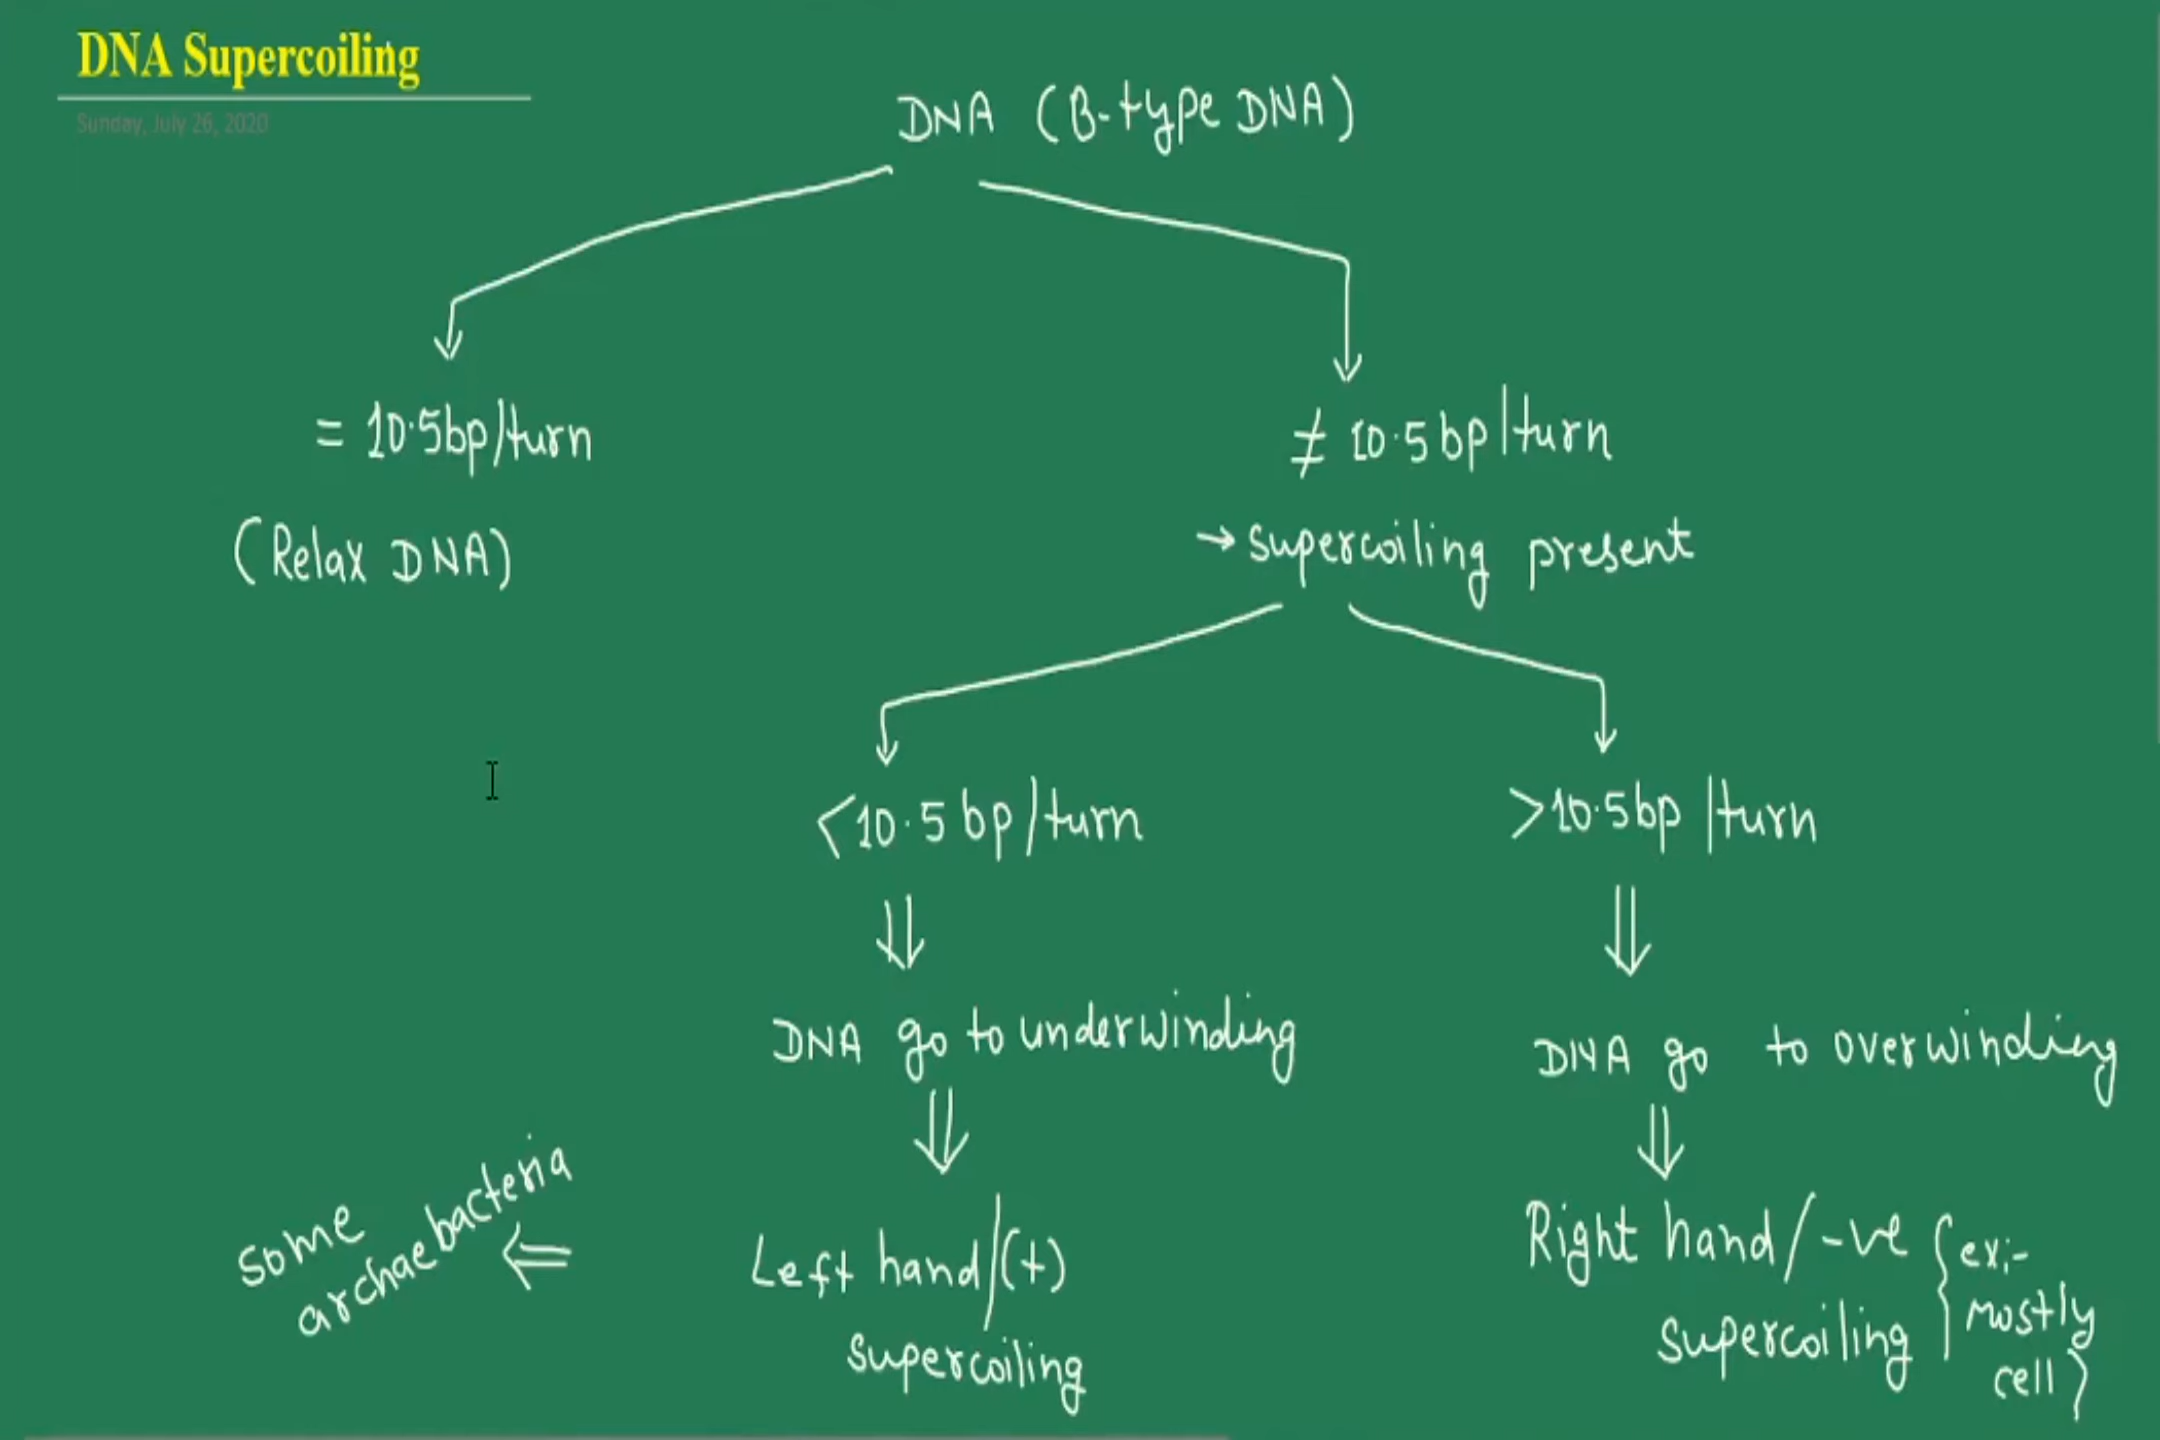 DNA Supercoiling
Sunday, July 26, 2020
DNA (B-type DNA)
= 10.5bp/turn
≠ 10.5 bp/turn
(Relax DNA)
→ supercoiling present
<10.5 bp/turn
>10.5bp/turn
⇓
⇓
DNA go to underwinding
DNA go to overwinding
⇓
⇓
some
archaebacteria
⇐
Left hand/(+)
supercoiling
Right hand/-ve
supercoiling
{ex:-
mostly
cell}